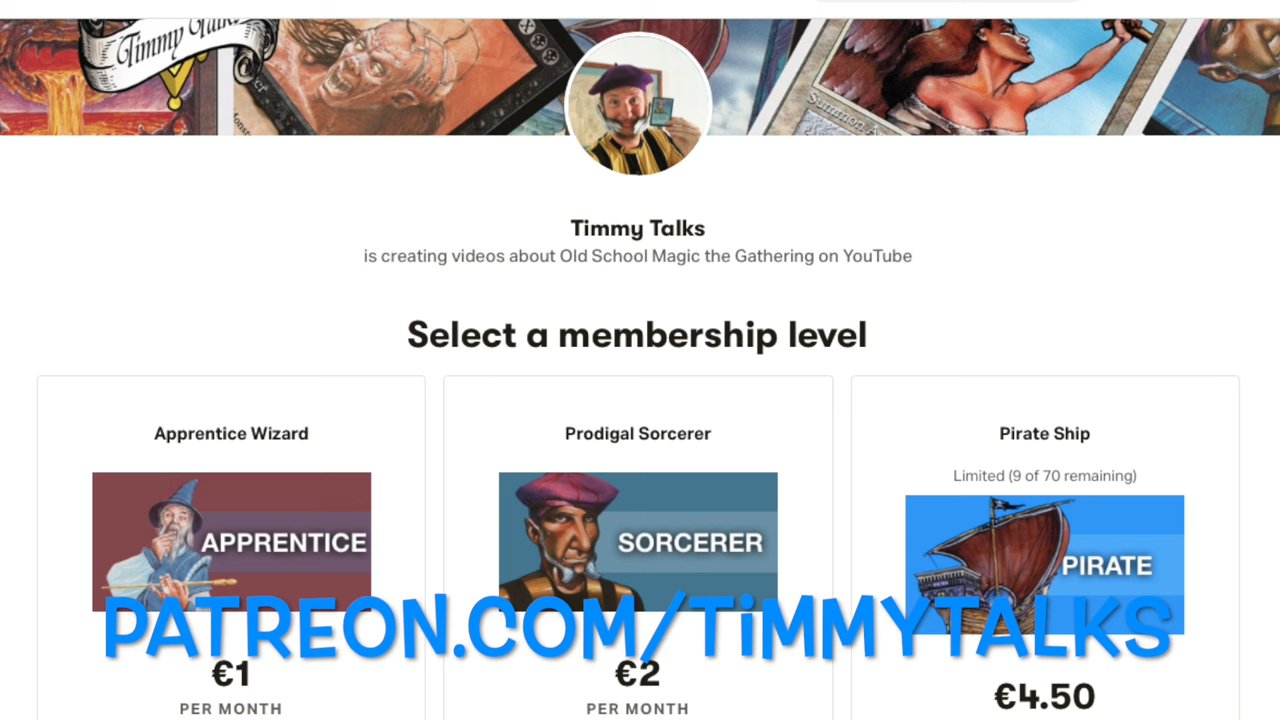 Timmy Talks
Summon A
Timmy Talks
is creating videos about Old School Magic the Gathering on YouTube
Select a membership level
Apprentice Wizard
Prodigal Sorcerer
Pirate Ship
Limited (9 of 70 remaining)
APPRENTICE
SORCERER
PIRATE
PATREON.COM/TiMMYTALKS
€1
€2
€4.50
PER MONTH
PER MONTH